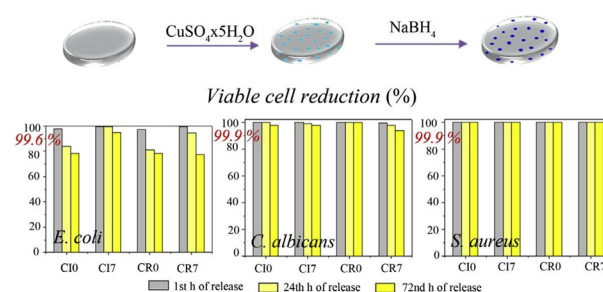 CuSO4x5H2O NaBH4
Viable cell reduction (%)
100 100 100
99.6 % 99.9 % 99.9 %
80 80 80
60 60 60
40 40 40
20 20 20
E. coli C. albicans S. aureus
0 0 0
CI0 CI7 CR0 CR7 CI0 CI7 CR0 CR7 CI0 CI7 CR0 CR7
1st h of release 24th h of release 72nd h of release